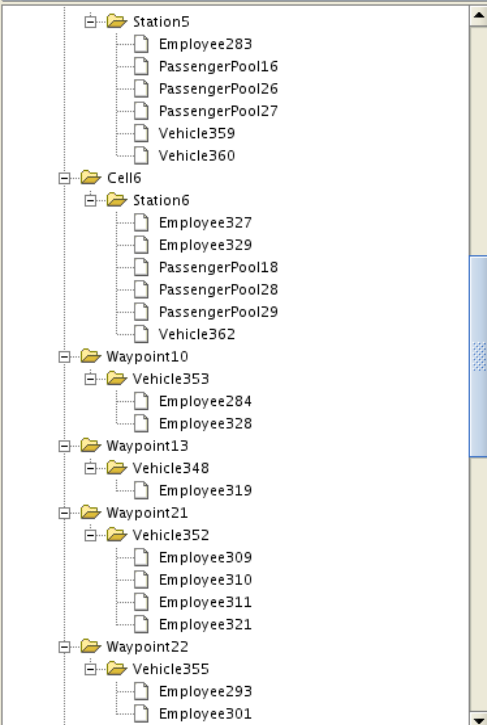 Station5
Employee283
PassengerPool16
PassengerPool26
PassengerPool27
Vehicle359
Vehicle360
Cell6
Station6
Employee327
Employee329
PassengerPool18
PassengerPool28
PassengerPool29
Vehicle362
Waypoint10
Vehicle353
Employee284
Employee328
Waypoint13
Vehicle348
Employee319
Waypoint21
Vehicle352
Employee309
Employee310
Employee311
Employee321
Waypoint22
Vehicle355
Employee293
Employee301